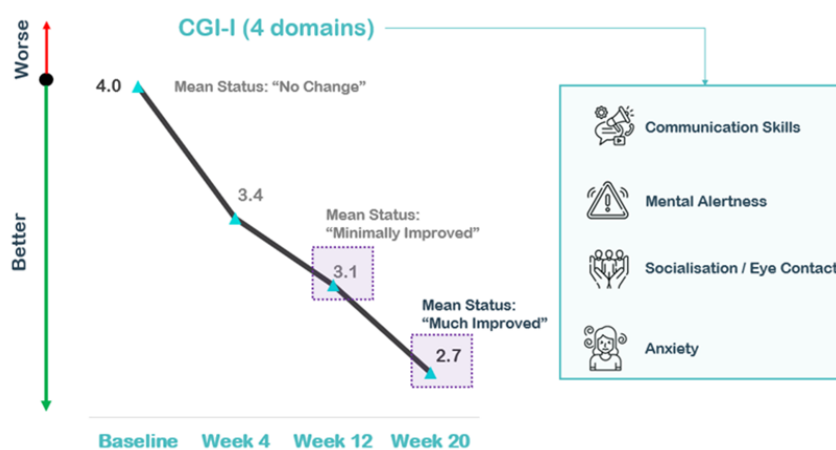 CGI-I (4 domains)
Worse
Better
4.0
Mean Status: “No Change”
3.4
Mean Status:
“Minimally Improved”
3.1
Mean Status:
“Much Improved”
2.7
Baseline
Week 4
Week 12
Week 20
Communication Skills
Mental Alertness
Socialisation / Eye Contact
Anxiety